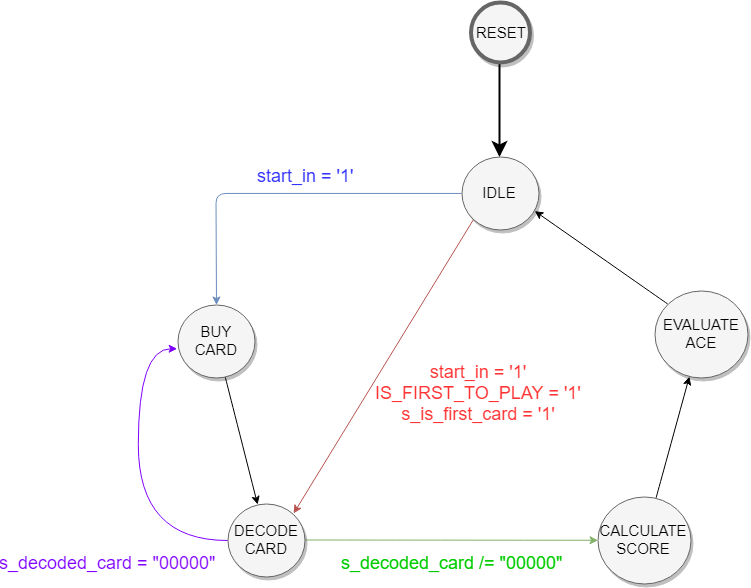 RESET
start_in = '1'
IDLE
BUY
CARD
EVALUATE
ACE
start_in = '1'
IS_FIRST_TO_PLAY = '1'
s_is_first_card = '1'
DECODE
CARD
CALCULATE
SCORE
s_decoded_card = "00000"
s_decoded_card /= "00000"